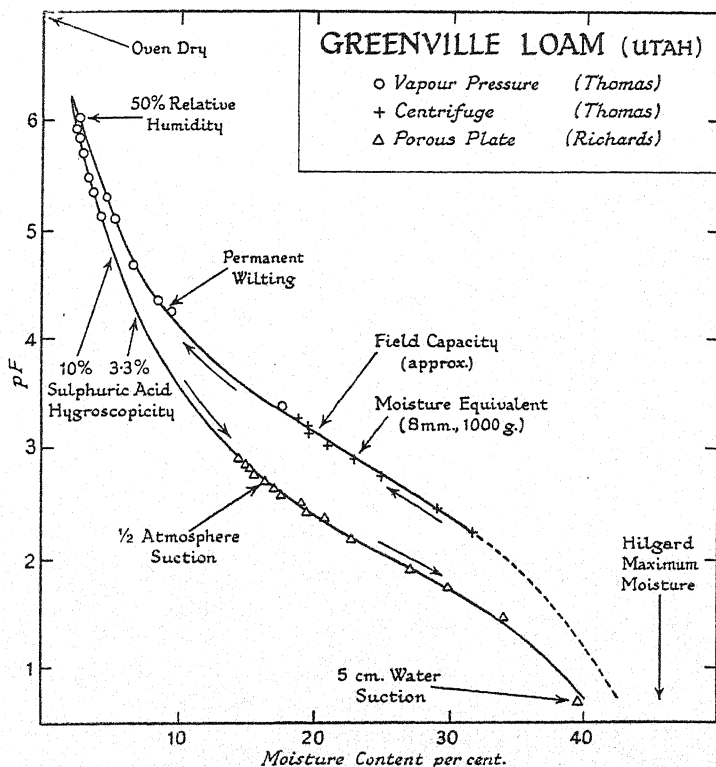 GREENVILLE LOAM (UTAH)
o Vapour Pressure (Thomas)
+ Centrifuge (Thomas)
△ Porous Plate (Richards)
Oven Dry
50% Relative
Humidity
Permanent
Wilting
Field Capacity
(approx.)
Moisture Equivalent
(8mm., 1000 g.)
10% 3·3%
Sulphuric Acid
Hygroscopicity
½ Atmosphere
Suction
Hilgard
Maximum
Moisture
5 cm. Water
Suction
pF
6
5
4
3
2
1
10 20 30 40
Moisture Content per cent.